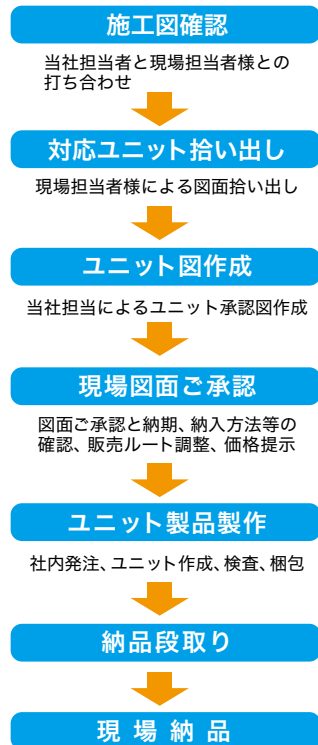 施工図確認
当社担当者と現場担当者様との
打ち合わせ
対応ユニット拾い出し
現場担当者様による図面拾い出し
ユニット図作成
当社担当によるユニット承認図作成
現場図面ご承認
図面ご承認と納期、納入方法等の
確認、販売ルート調整、価格提示
ユニット製品製作
社内発注、ユニット作成、検査、梱包
納品段取り
現場納品